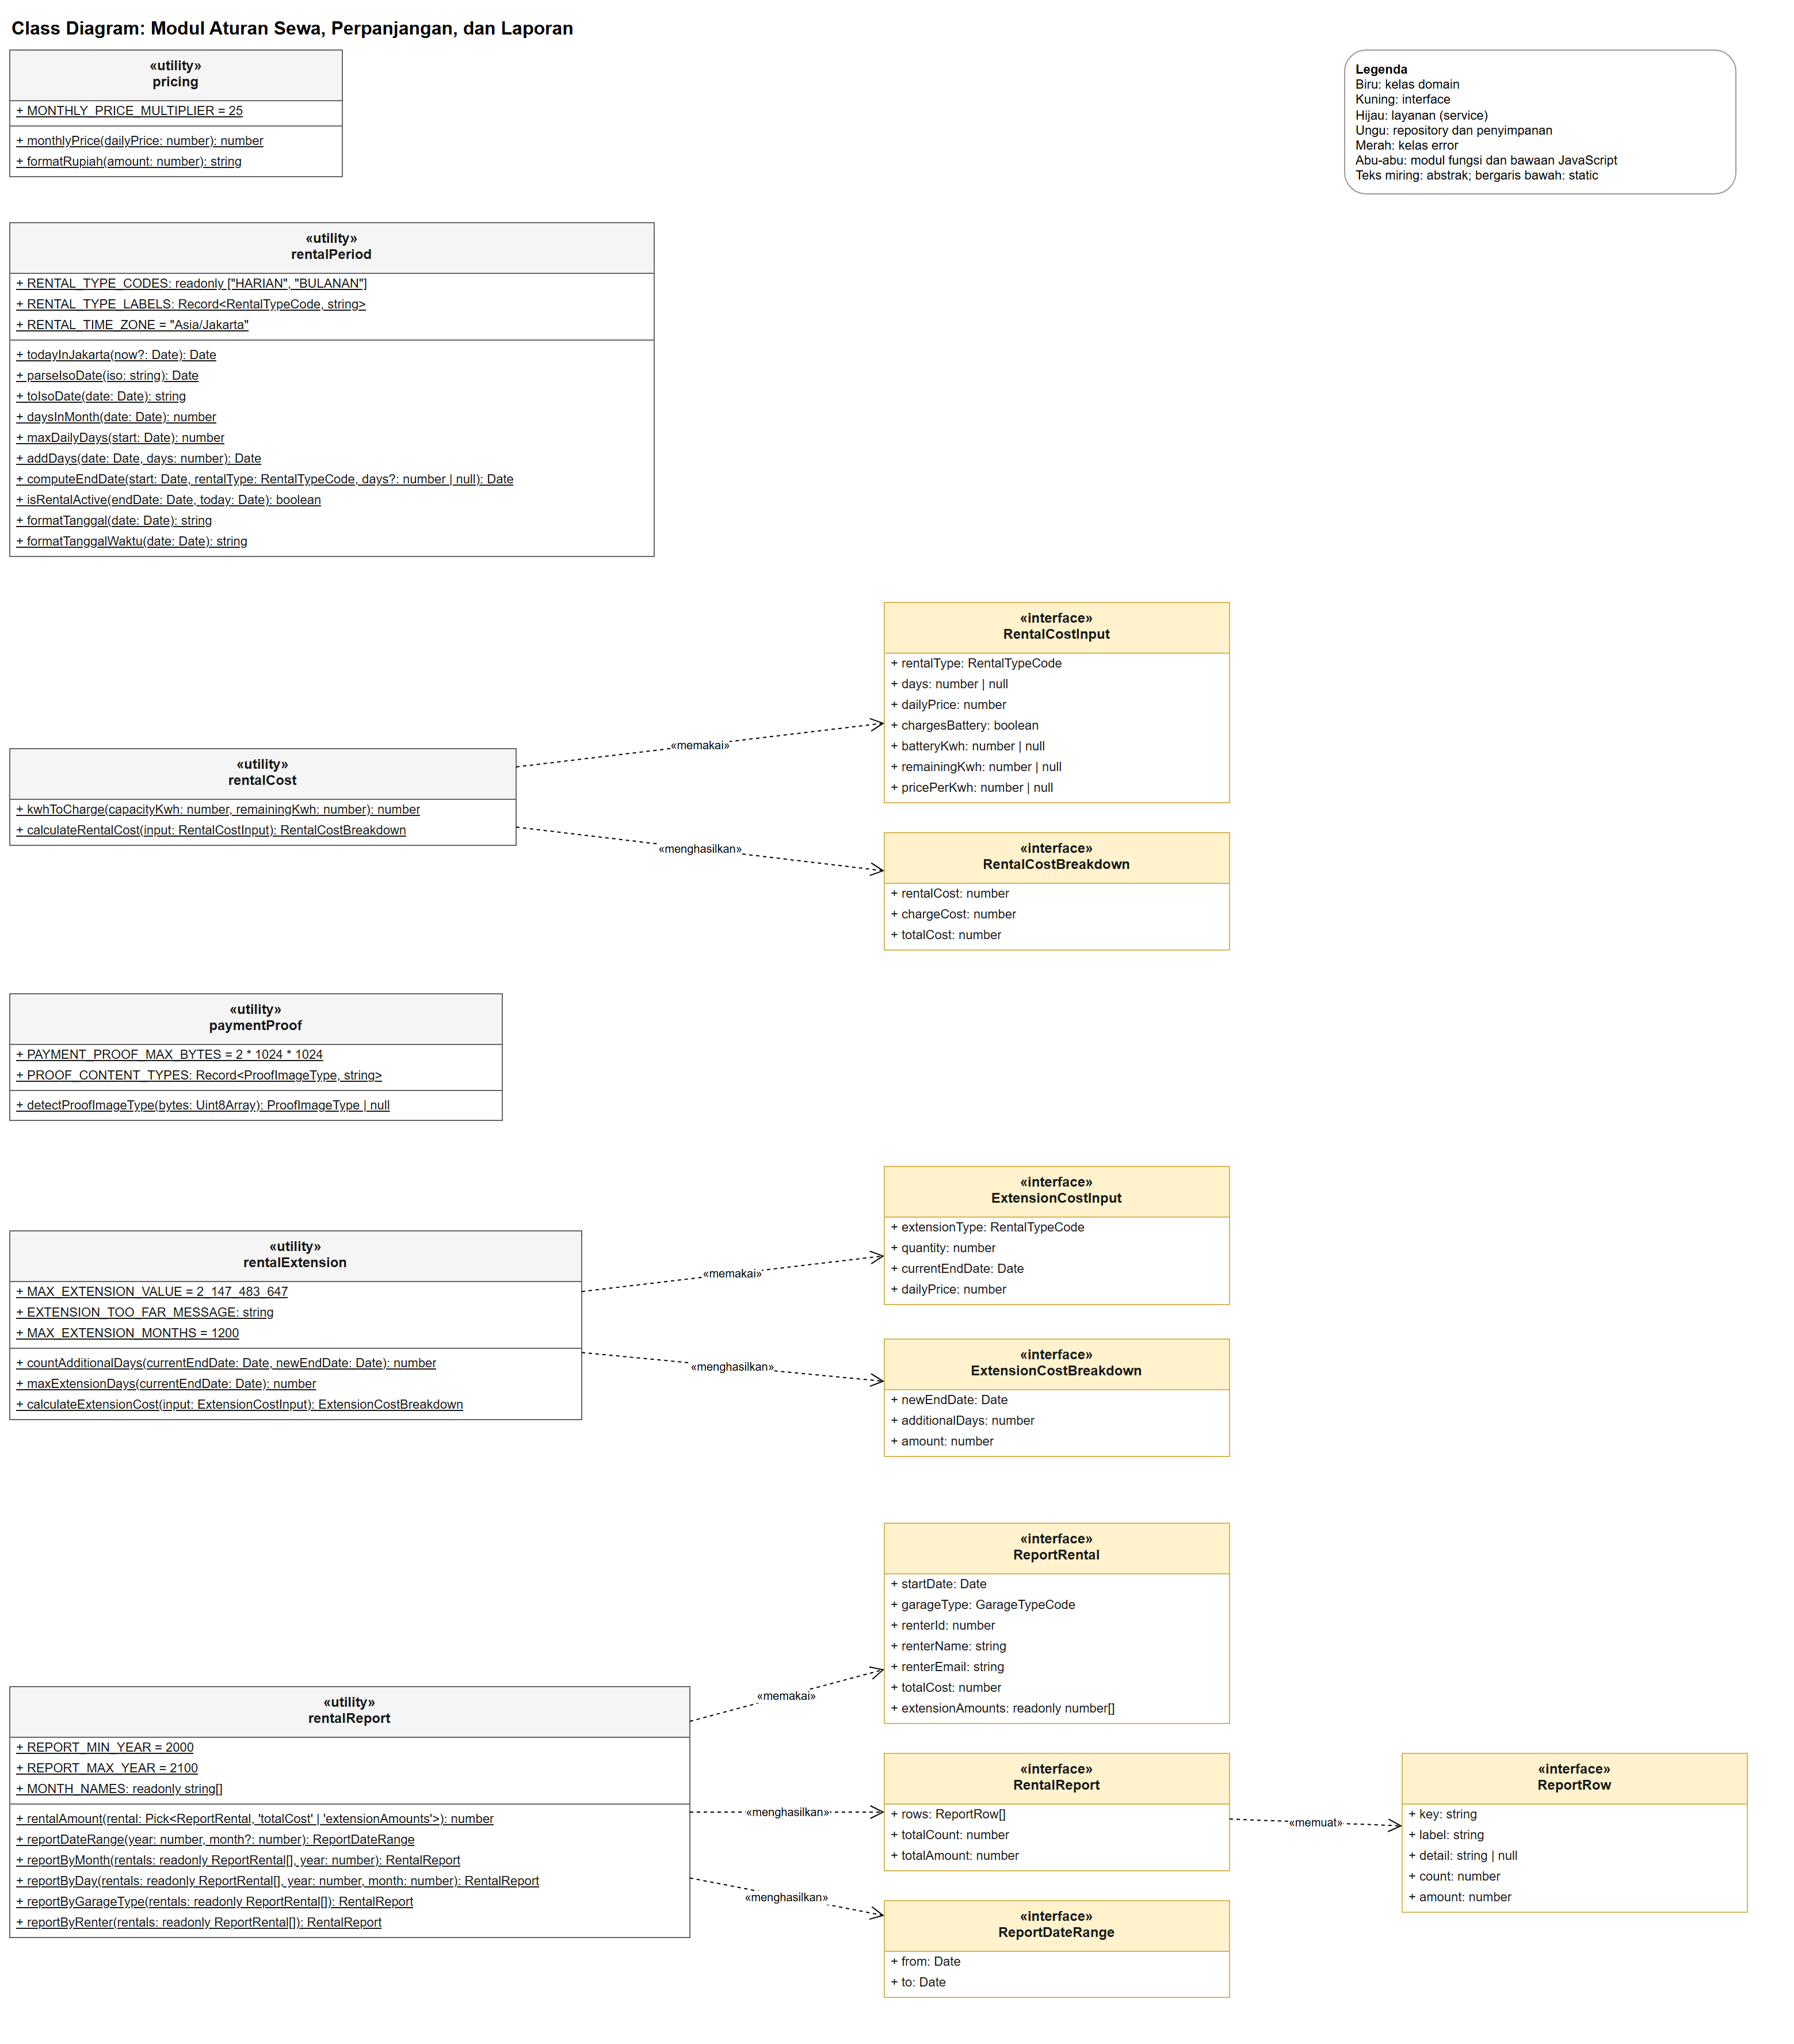 Class Diagram: Modul Aturan Sewa, Perpanjangan, dan Laporan
«utility»
pricing
+ MONTHLY_PRICE_MULTIPLIER = 25
+ monthlyPrice(dailyPrice: number): number
+ formatRupiah(amount: number): string
Legenda
Biru: kelas domain
Kuning: interface
Hijau: layanan (service)
Ungu: repository dan penyimpanan
Merah: kelas error
Abu-abu: modul fungsi dan bawaan JavaScript
Teks miring: abstrak; bergaris bawah: static
«utility»
rentalPeriod
+ RENTAL_TYPE_CODES: readonly ["HARIAN", "BULANAN"]
+ RENTAL_TYPE_LABELS: Record<RentalTypeCode, string>
+ RENTAL_TIME_ZONE = "Asia/Jakarta"
+ todayInJakarta(now?: Date): Date
+ parseIsoDate(iso: string): Date
+ toIsoDate(date: Date): string
+ daysInMonth(date: Date): number
+ maxDailyDays(start: Date): number
+ addDays(date: Date, days: number): Date
+ computeEndDate(start: Date, rentalType: RentalTypeCode, days?: number | null): Date
+ isRentalActive(endDate: Date, today: Date): boolean
+ formatTanggal(date: Date): string
+ formatTanggalWaktu(date: Date): string
«interface»
RentalCostInput
+ rentalType: RentalTypeCode
+ days: number | null
+ dailyPrice: number
+ chargesBattery: boolean
+ batteryKwh: number | null
+ remainingKwh: number | null
+ pricePerKwh: number | null
«memakai»
«utility»
rentalCost
+ kwhToCharge(capacityKwh: number, remainingKwh: number): number
+ calculateRentalCost(input: RentalCostInput): RentalCostBreakdown
«menghasilkan»
«interface»
RentalCostBreakdown
+ rentalCost: number
+ chargeCost: number
+ totalCost: number
«utility»
paymentProof
+ PAYMENT_PROOF_MAX_BYTES = 2 * 1024 * 1024
+ PROOF_CONTENT_TYPES: Record<ProofImageType, string>
+ detectProofImageType(bytes: Uint8Array): ProofImageType | null
«interface»
ExtensionCostInput
+ extensionType: RentalTypeCode
+ quantity: number
+ currentEndDate: Date
+ dailyPrice: number
«utility»
rentalExtension
+ MAX_EXTENSION_VALUE = 2_147_483_647
+ EXTENSION_TOO_FAR_MESSAGE: string
+ MAX_EXTENSION_MONTHS = 1200
+ countAdditionalDays(currentEndDate: Date, newEndDate: Date): number
+ maxExtensionDays(currentEndDate: Date): number
+ calculateExtensionCost(input: ExtensionCostInput): ExtensionCostBreakdown
«memakai»
«menghasilkan»
«interface»
ExtensionCostBreakdown
+ newEndDate: Date
+ additionalDays: number
+ amount: number
«interface»
ReportRental
+ startDate: Date
+ garageType: GarageTypeCode
+ renterId: number
+ renterName: string
+ renterEmail: string
+ totalCost: number
+ extensionAmounts: readonly number[]
«memakai»
«utility»
rentalReport
+ REPORT_MIN_YEAR = 2000
+ REPORT_MAX_YEAR = 2100
+ MONTH_NAMES: readonly string[]
+ rentalAmount(rental: Pick<ReportRental, 'totalCost' | 'extensionAmounts'>): number
+ reportDateRange(year: number, month?: number): ReportDateRange
+ reportByMonth(rentals: readonly ReportRental[], year: number): RentalReport
+ reportByDay(rentals: readonly ReportRental[], year: number, month: number): RentalReport
+ reportByGarageType(rentals: readonly ReportRental[]): RentalReport
+ reportByRenter(rentals: readonly ReportRental[]): RentalReport
«menghasilkan»
«interface»
RentalReport
+ rows: ReportRow[]
+ totalCount: number
+ totalAmount: number
«memuat»
«interface»
ReportRow
+ key: string
+ label: string
+ detail: string | null
+ count: number
+ amount: number
«menghasilkan»
«interface»
ReportDateRange
+ from: Date
+ to: Date